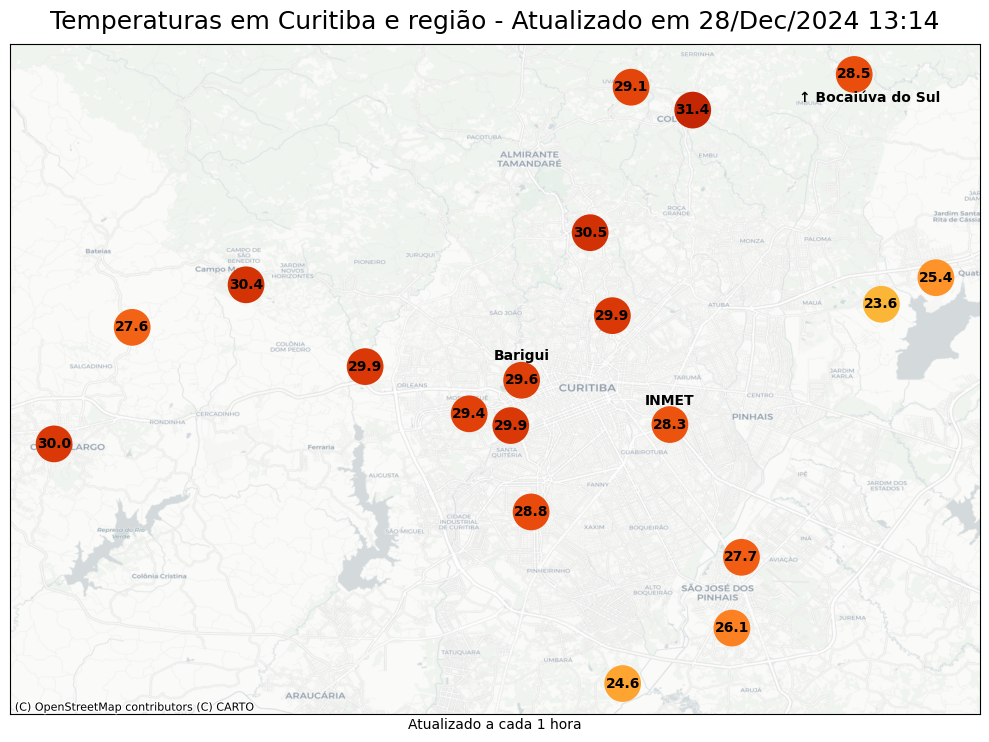 Temperaturas em Curitiba e região - Atualizado em 28/Dec/2024 13:14
SERRINHA
28.5
29.1
↑ Bocaiúva do Sul
31.4
PACOTUBA
ALMIRANTE
TAMANDARÉ
EMBU
ROÇA
GRANDE
JARDIM SANTA
RITA DE CÁSSIA
30.5
MONZA
PALOMA
Bateias
CAMPO DE
SÃO
BENEDITO
JURUQUI
PIONEIRO
JARDIM
NOVOS
HORIZONTES
Campo M
30.4
25.4
Quat
23.6
MAUÁ
ATUBA
SÃO JOÃO
29.9
27.6
COLÔNIA
DOM PEDRO
Barigui
SALGADINHO
29.9
29.6
TARUMÃ
JARDIM
KARLA
ORLEANS
CURITIBA
CENTRO
INMET
29.4
PINHAIS
CERCADINHO
RONDINHA
29.9
28.3
30.0
LARGO
Ferraria
SANTA
QUITÉRIA
GUABIROTUBA
AUGUSTA
IPÊ
FANNY
JARDIM DOS
ESTADOS I
28.8
CIDADE
INDUSTRIAL
DE CURITIBA
XAXIM
BOQUEIRÃO
Represa do Rio
Verde
SÃO MIGUEL
INÁ
27.7
AVIAÇÃO
Colônia Cristina
PINHEIRINHO
ALTO
BOQUEIRÃO
SÃO JOSÉ DOS
PINHAIS
JUREMA
26.1
TATUQUARA
UMBARÁ
24.6
ARUJÁ
ARAUCÁRIA
(C) OpenStreetMap contributors (C) CARTO
Atualizado a cada 1 hora